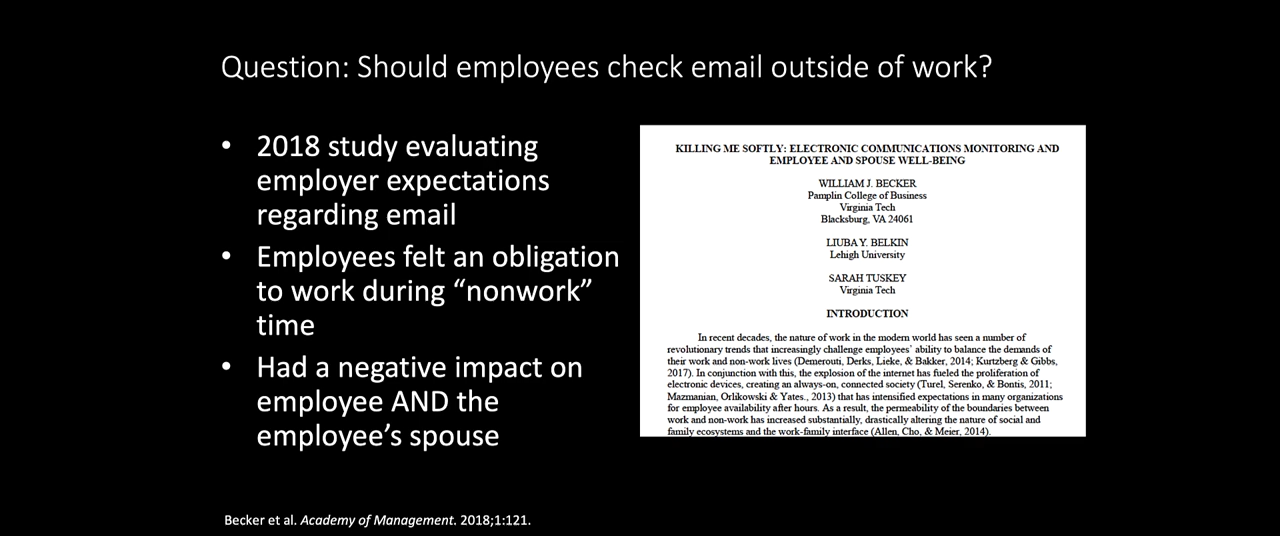 Question: Should employees check email outside of work?
• 2018 study evaluating
employer expectations
regarding email
• Employees felt an obligation
to work during “nonwork”
time
• Had a negative impact on
employee AND the
employee’s spouse
KILLING ME SOFTLY: ELECTRONIC COMMUNICATIONS MONITORING AND
EMPLOYEE AND SPOUSE WELL-BEING
WILLIAM J. BECKER
Pamplin College of Business
Virginia Tech
Blacksburg, VA 24061
LIUBA Y. BELKIN
Lehigh University
SARAH TUSKEY
Virginia Tech
INTRODUCTION
In recent decades, the nature of work in the modern world has seen a number of
revolutionary trends that increasingly challenge employees’ ability to balance the demands of
their work and non-work lives (Demerouti, Derks, Lieke, & Bakker, 2014; Kurtzberg & Gibbs,
2017). In conjunction with this, the explosion of the internet has fueled the proliferation of
electronic devices, creating an always-on, connected society (Turel, Serenko, & Bontis, 2011;
Mazmanian, Orlikowski & Yates., 2013) that has intensified expectations in many organizations
for employee availability after hours. As a result, the permeability of the boundaries between
work and non-work has increased substantially, drastically altering the nature of social and
family ecosystems and the work-family interface (Allen, Cho, & Meier, 2014).
Becker et al. Academy of Management. 2018;1:121.